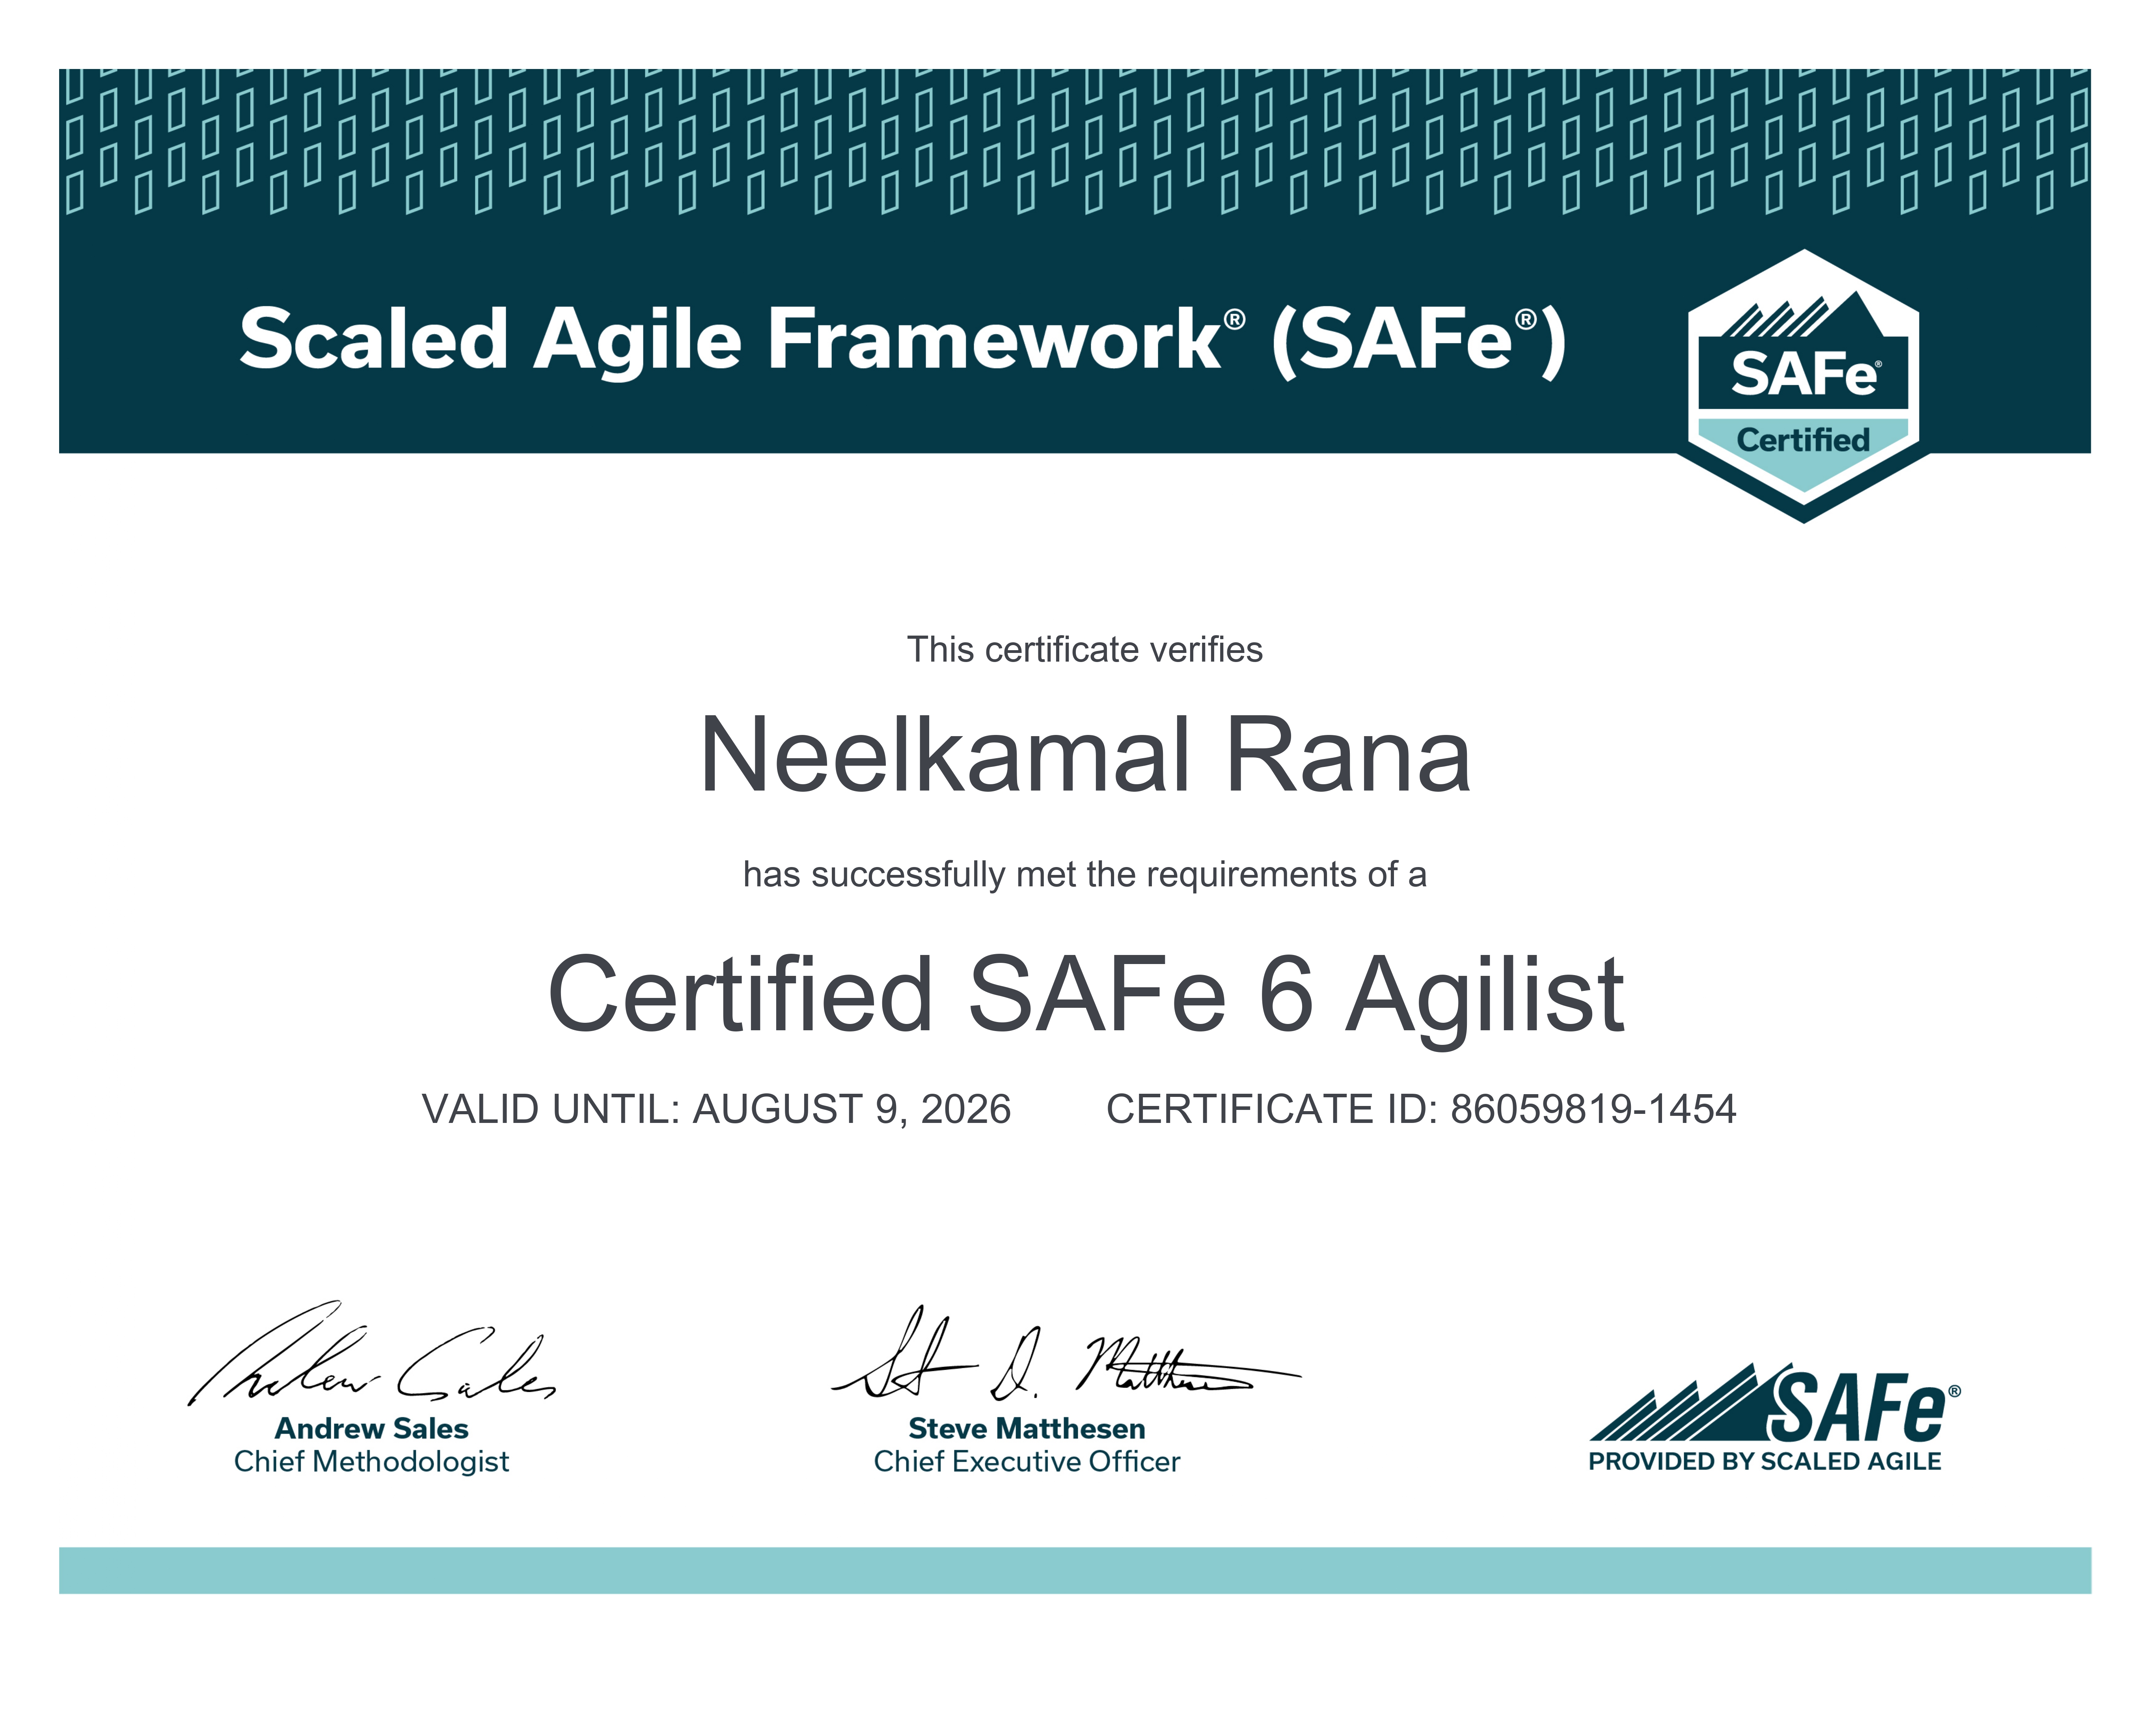 Scaled Agile Framework® (SAFe®)
SAFe®
Certified
This certificate verifies
Neelkamal Rana
has successfully met the requirements of a
Certified SAFe 6 Agilist
VALID UNTIL: AUGUST 9, 2026 CERTIFICATE ID: 86059819-1454
Andrew Sales
Chief Methodologist
Steve D. Matthesen
Steve Matthesen
Chief Executive Officer
SAFe®
PROVIDED BY SCALED AGILE